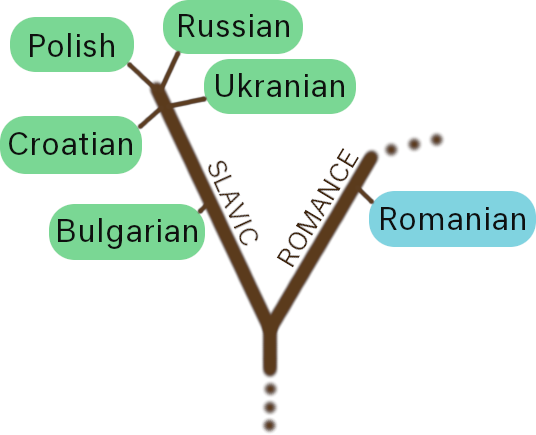 Russian
Polish
Ukranian
Croatian
SLAVIC
ROMANCE
Bulgarian
Romanian